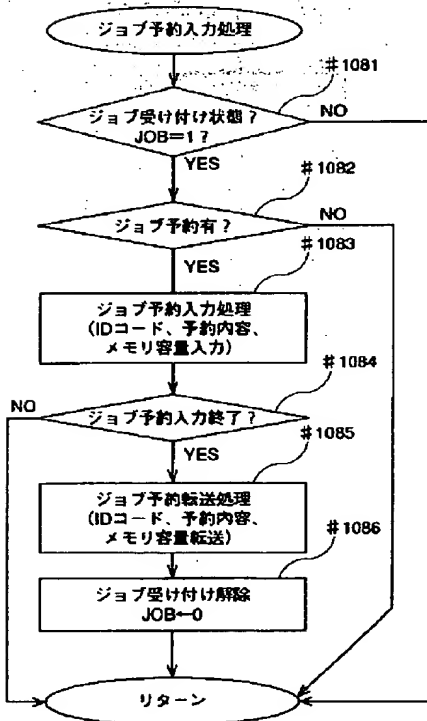 ジョブ予約入力処理
#1081
ジョブ受け付け状態?
JOB=1?
NO
YES
#1082
ジョブ予約有?
NO
#1083
YES
ジョブ予約入力処理
(IDコード、予約内容、
メモリ容量入力)
#1084
NO
ジョブ予約入力終了?
#1085
YES
ジョブ予約転送処理
(IDコード、予約内容、
メモリ容量転送)
#1086
ジョブ受け付け解除
JOB←0
リターン